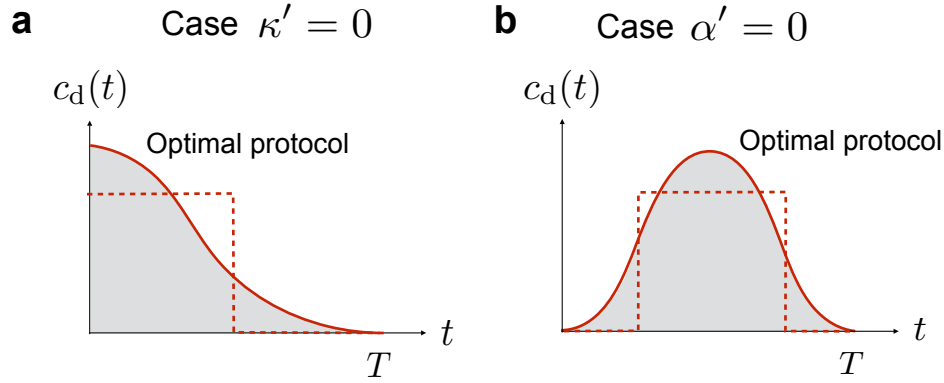 a Case κ′ = 0
c_d(t)
Optimal protocol
t
T
b Case α′ = 0
c_d(t)
Optimal protocol
t
T